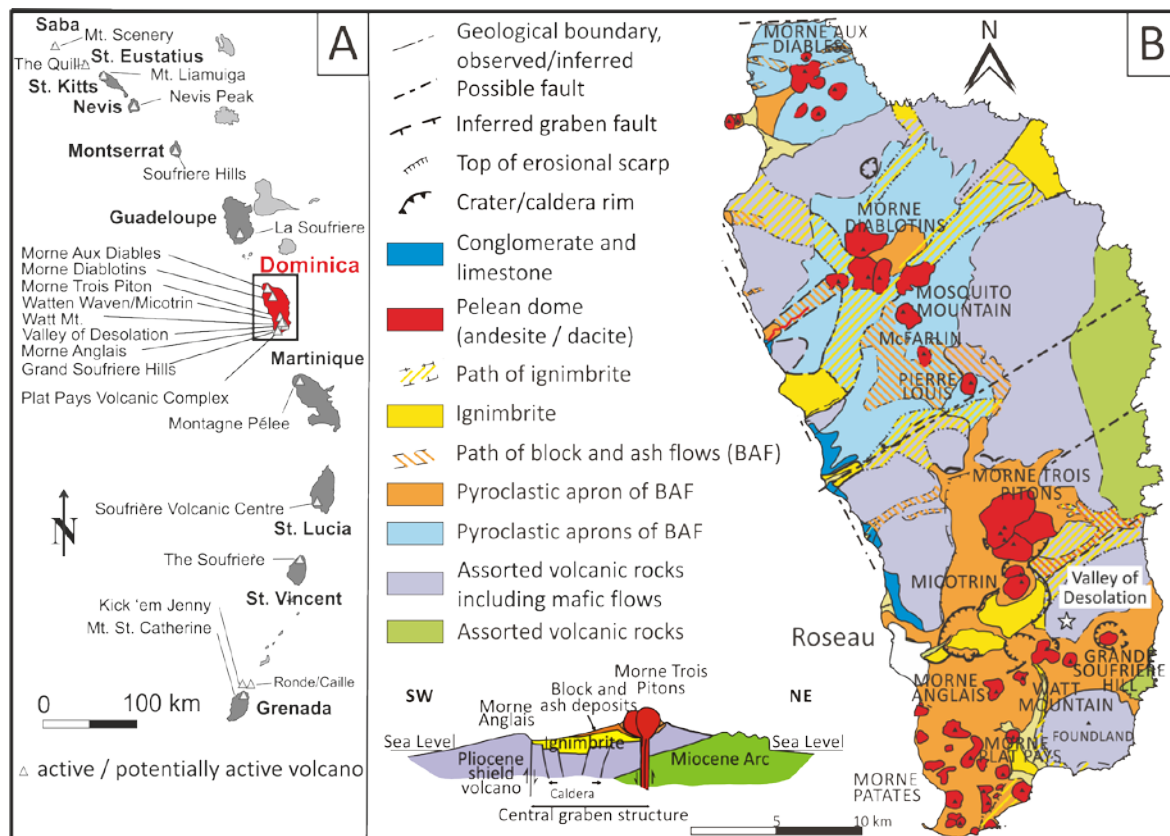 A
Saba
Mt. Scenery
St. Eustatius
The Quill
Mt. Liamuiga
St. Kitts
Nevis Peak
Nevis
Montserrat
Soufriere Hills
Guadeloupe
La Soufriere
Morne Aux Diables
Dominica
Morne Diablotins
Morne Trois Piton
Watten Waven/Micotrin
Watt Mt.
Valley of Desolation
Morne Anglais
Grand Soufriere Hills
Martinique
Plat Pays Volcanic Complex
Montagne Pélee
N
Soufrière Volcanic Centre
St. Lucia
The Soufriere
St. Vincent
Kick 'em Jenny
Mt. St. Catherine
Ronde/Caille
0 100 km
Grenada
active / potentially active volcano
Geological boundary,
observed/inferred
Possible fault
Inferred graben fault
Top of erosional scarp
Crater/caldera rim
Conglomerate and
limestone
Pelean dome
(andesite / dacite)
Path of ignimbrite
Ignimbrite
Path of block and ash flows (BAF)
Pyroclastic apron of BAF
Pyroclastic aprons of BAF
Assorted volcanic rocks
including mafic flows
Assorted volcanic rocks
SW
NE
Morne Trois
Pitons
Block and
ash deposits
Morne
Anglais
Sea Level
Sea Level
Ignimbrite
Pliocene
shield
volcano
Miocene Arc
Caldera
Central graben structure
B
N
MORNE AUX
DIABLES
MORNE
DIABLOTINS
MOSQUITO
MOUNTAIN
McFARLIN
PIERRE
LOUIS
MORNE TROIS
PITONS
MICOTRIN
Valley of
Desolation
Roseau
GRANDE
SOUFRIERE
HILL
MORNE
ANGLAIS
WATT
MOUNTAIN
FOUNDLAND
MORNE
PLAT PAYS
MORNE
PATATES
5 10 km